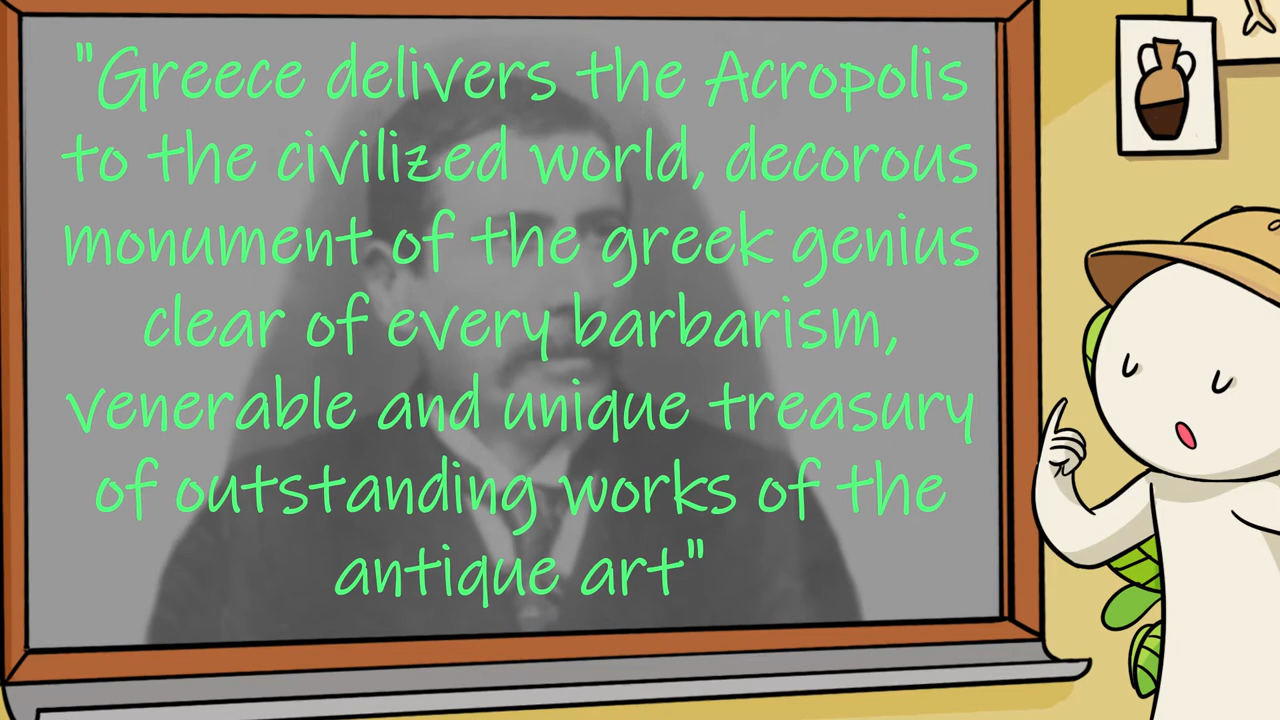 "Greece delivers the Acropolis
to the civilized world, decorous
monument of the greek genius
clear of every barbarism,
venerable and unique treasury
of outstanding works of the
antique art"